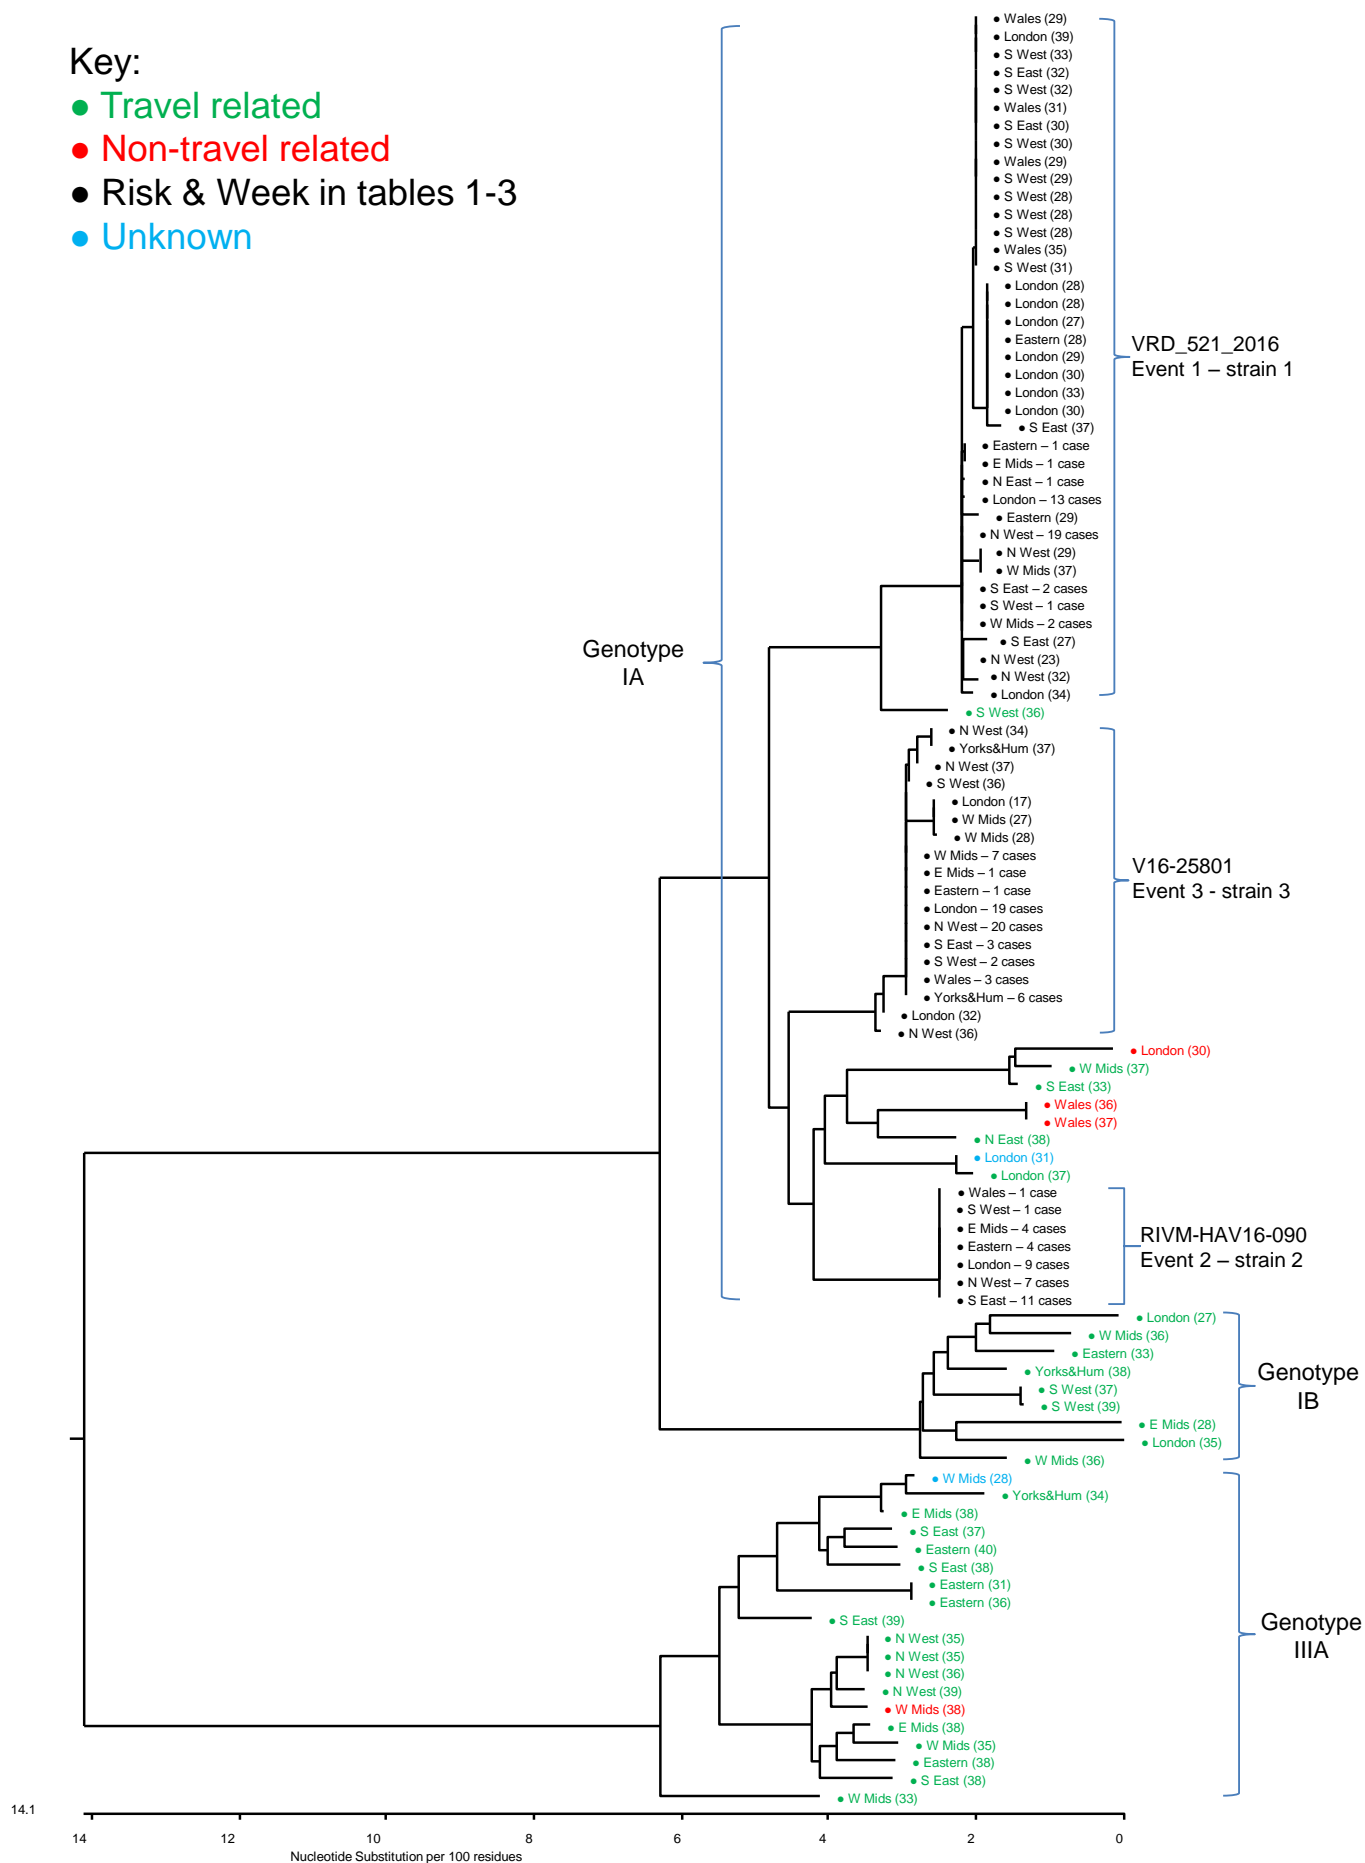 Key:
● Travel related
● Non-travel related
● Risk & Week in tables 1-3
● Unknown
● Wales (29)
● London (39)
● S West (33)
● S East (32)
● S West (32)
● Wales (31)
● S East (30)
● S West (30)
● Wales (29)
● S West (29)
● S West (28)
● S West (28)
● S West (28)
● Wales (35)
● S West (31)
● London (28)
● London (28)
● London (27)
● Eastern (28)
● London (29)
● London (30)
● London (33)
● London (30)
● S East (37)
● Eastern – 1 case
● E Mids – 1 case
● N East – 1 case
● London – 13 cases
● Eastern (29)
● N West – 19 cases
● N West (29)
● W Mids (37)
● S East – 2 cases
● S West – 1 case
● W Mids – 2 cases
● S East (27)
● N West (23)
● N West (32)
● London (34)
VRD_521_2016
Event 1 – strain 1
Genotype
IA
● S West (36)
● N West (34)
● Yorks&Hum (37)
● N West (37)
● S West (36)
● London (17)
● W Mids (27)
● W Mids (28)
● W Mids – 7 cases
● E Mids – 1 case
● Eastern – 1 case
● London – 19 cases
● N West – 20 cases
● S East – 3 cases
● S West – 2 cases
● Wales – 3 cases
● Yorks&Hum – 6 cases
● London (32)
● N West (36)
V16-25801
Event 3 - strain 3
● London (30)
● W Mids (37)
● S East (33)
● Wales (36)
● Wales (37)
● N East (38)
● London (31)
● London (37)
● Wales – 1 case
● S West – 1 case
● E Mids – 4 cases
● Eastern – 4 cases
● London – 9 cases
● N West – 7 cases
● S East – 11 cases
RIVM-HAV16-090
Event 2 – strain 2
● London (27)
● W Mids (36)
● Eastern (33)
● Yorks&Hum (38)
● S West (37)
● S West (39)
● E Mids (28)
● London (35)
● W Mids (36)
Genotype
IB
● W Mids (28)
● Yorks&Hum (34)
● E Mids (38)
● S East (37)
● Eastern (40)
● S East (38)
● Eastern (31)
● Eastern (36)
● S East (39)
● N West (35)
● N West (35)
● N West (36)
● N West (39)
● W Mids (38)
● E Mids (38)
● W Mids (35)
● Eastern (38)
● S East (38)
● W Mids (33)
Genotype
IIIA
14.1
14 12 10 8 6 4 2 0
Nucleotide Substitution per 100 residues